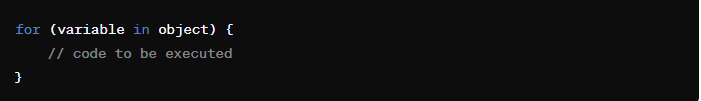 for (variable in object) {
    // code to be executed
}